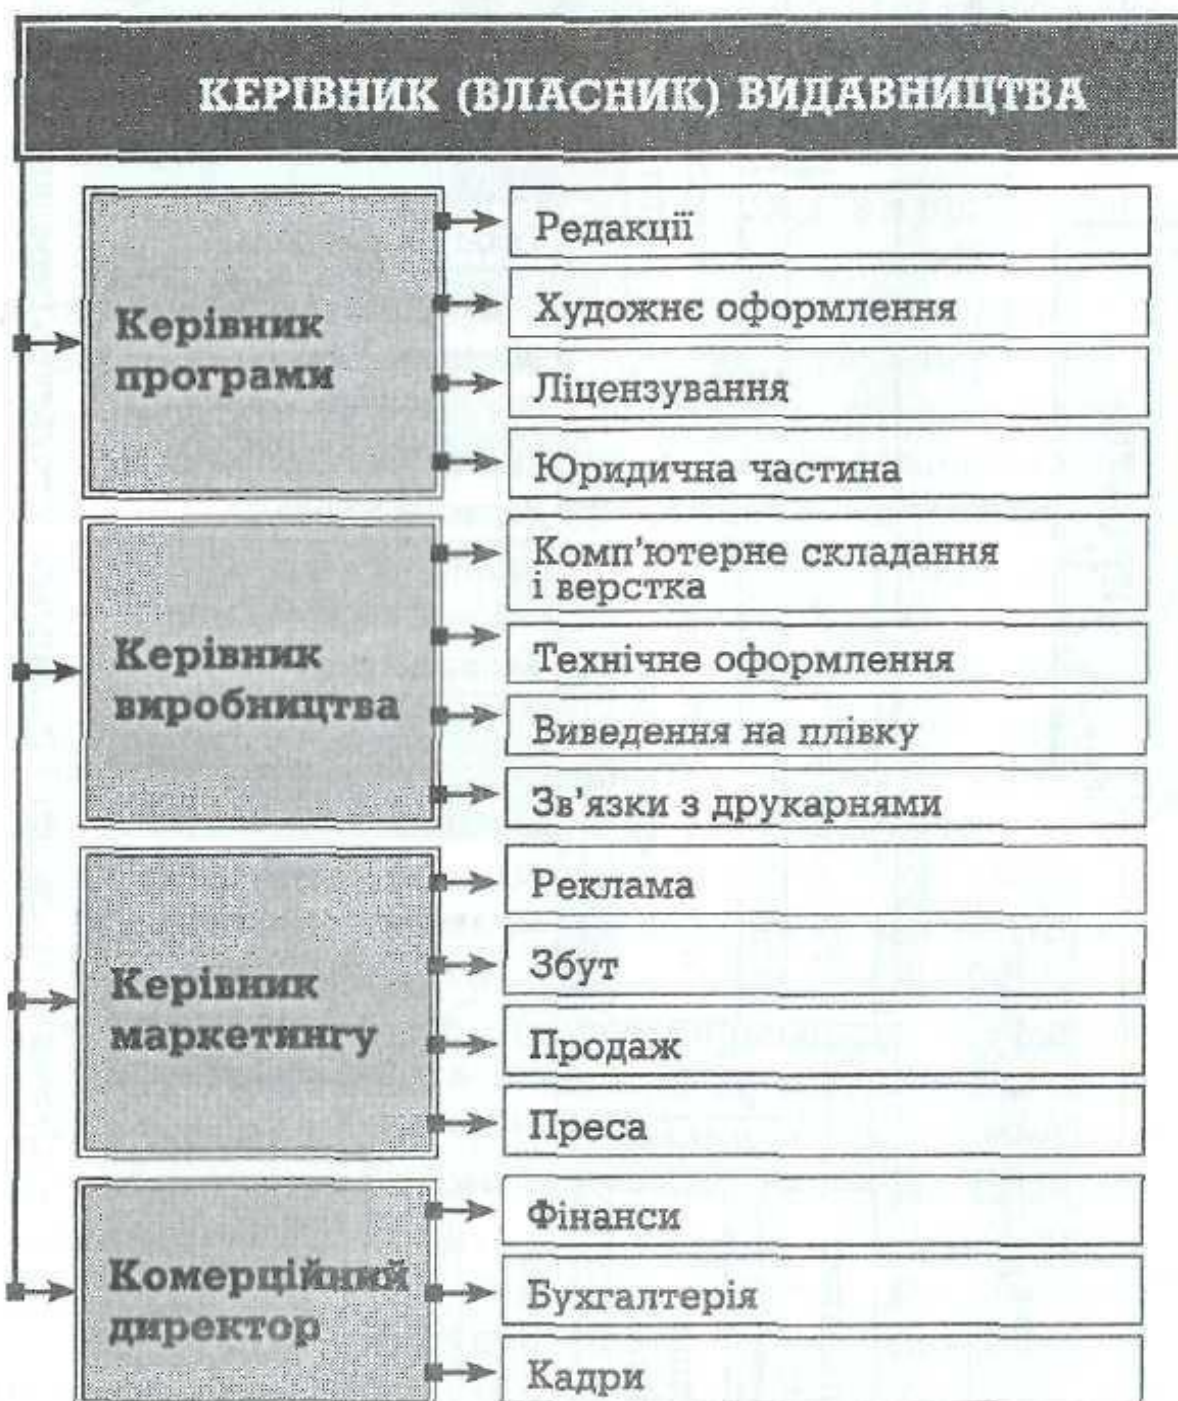 КЕРІВНИК (ВЛАСНИК) ВИДАВНИЦТВА
Керівник
програми
Редакції
Художнє оформлення
Ліцензування
Юридична частина
Керівник
виробництва
Комп'ютерне складання
і верстка
Технічне оформлення
Виведення на плівку
Зв'язки з друкарнями
Керівник
маркетингу
Реклама
Збут
Продаж
Преса
Комерційний
директор
Фінанси
Бухгалтерія
Кадри